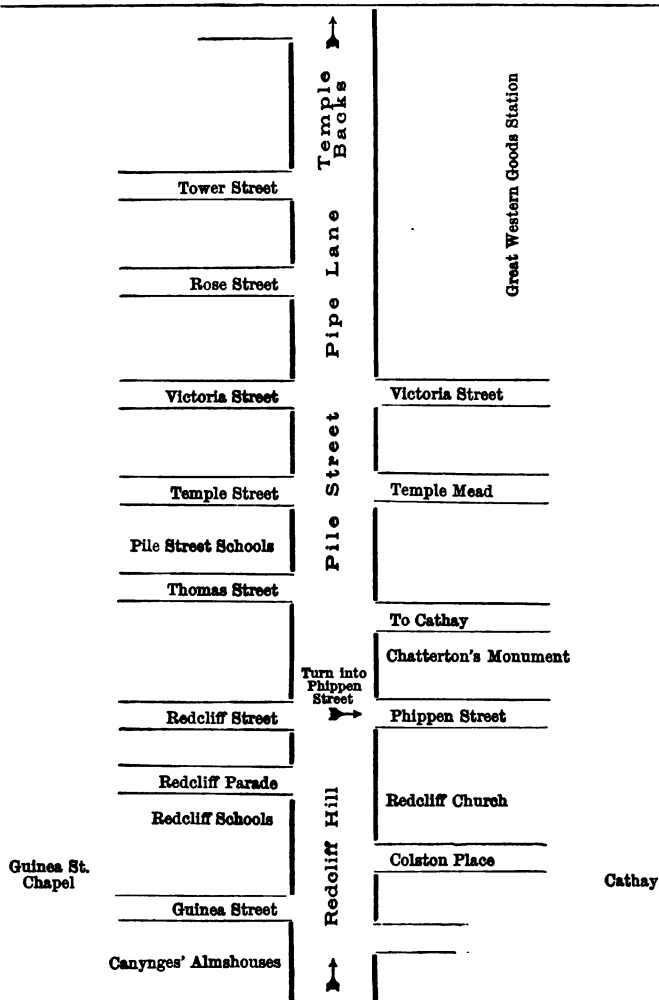 Temple
Backs
Great Western Goods Station
Tower Street
Pipe Lane
Rose Street
Victoria Street
Victoria Street
Pile Street
Temple Street
Temple Mead
Pile Street Schools
Thomas Street
To Cathay
Chatterton's Monument
Turn into
Phippen
Street
Redcliff Street
Phippen Street
Redcliff Parade
Redcliff Hill
Redcliff Church
Redcliff Schools
Guinea St.
Chapel
Colston Place
Cathay
Guinea Street
Canynges' Almshouses